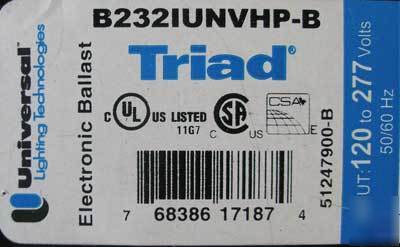 B232IUNVHP-B
Universal®
Lighting Technologies
Electronic Ballast
Triad®
C UL US LISTED
11G7
CSA
C US
CSA
E
7 68386 17187 4
51247900-B
UT: 120 to 277 Volts
50/60 Hz